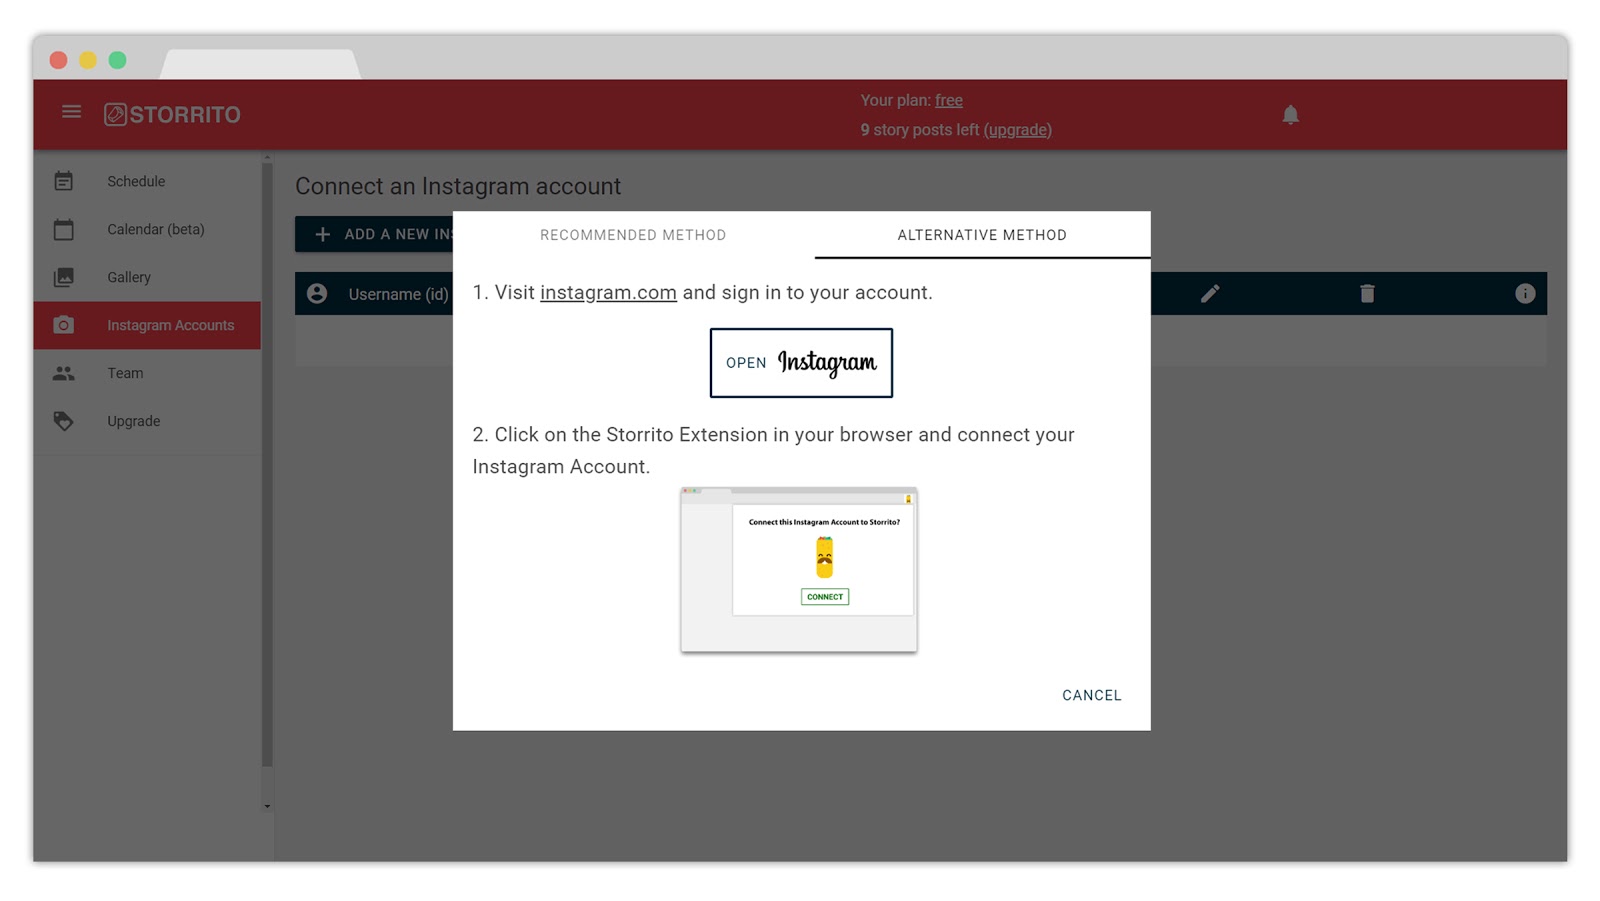 STORRITO
Your plan: free
9 story posts left (upgrade)
Schedule
Calendar (beta)
Gallery
Instagram Accounts
Team
Upgrade
Connect an Instagram account
ADD A NEW INS
Username (id)
RECOMMENDED METHOD
ALTERNATIVE METHOD
1. Visit instagram.com and sign in to your account.
OPEN Instagram
2. Click on the Storrito Extension in your browser and connect your
Instagram Account.
Connect this Instagram Account to Storrito?
CONNECT
CANCEL